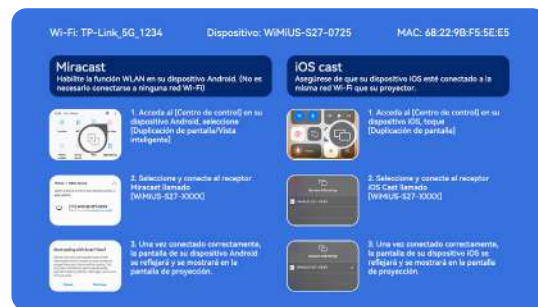 Wi-Fi: TP-Link_5G_1234
Dispositivo: WiMiUS-S27-0725
MAC: 68:22:9B:F5:5E:E5
Miracast
Habilite la función WLAN en su dispositivo Android. (No es
necesario conectarse a ninguna red Wi-Fi)
1. Acceda al [Centro de control] en su
dispositivo Android, seleccione
[Duplicación de pantalla/Vista
inteligente]
2. Seleccione y conecte el receptor
Miracast llamado
[WiMiUS-S27-XXXX]
3. Una vez conectado correctamente,
la pantalla de su dispositivo Android
se reflejará y se mostrará en la
pantalla de proyección.
iOS cast
Asegúrese de que su dispositivo iOS esté conectado a la
misma red Wi-Fi que su proyector.
1. Acceda al [Centro de control] en su
dispositivo iOS, toque
[Duplicación de pantalla]
2. Seleccione y conecte el receptor
iOS Cast llamado
[WiMiUS-S27-XXXX]
3. Una vez conectado correctamente,
la pantalla de su dispositivo iOS se
reflejará y se mostrará en la pantalla
de proyección.